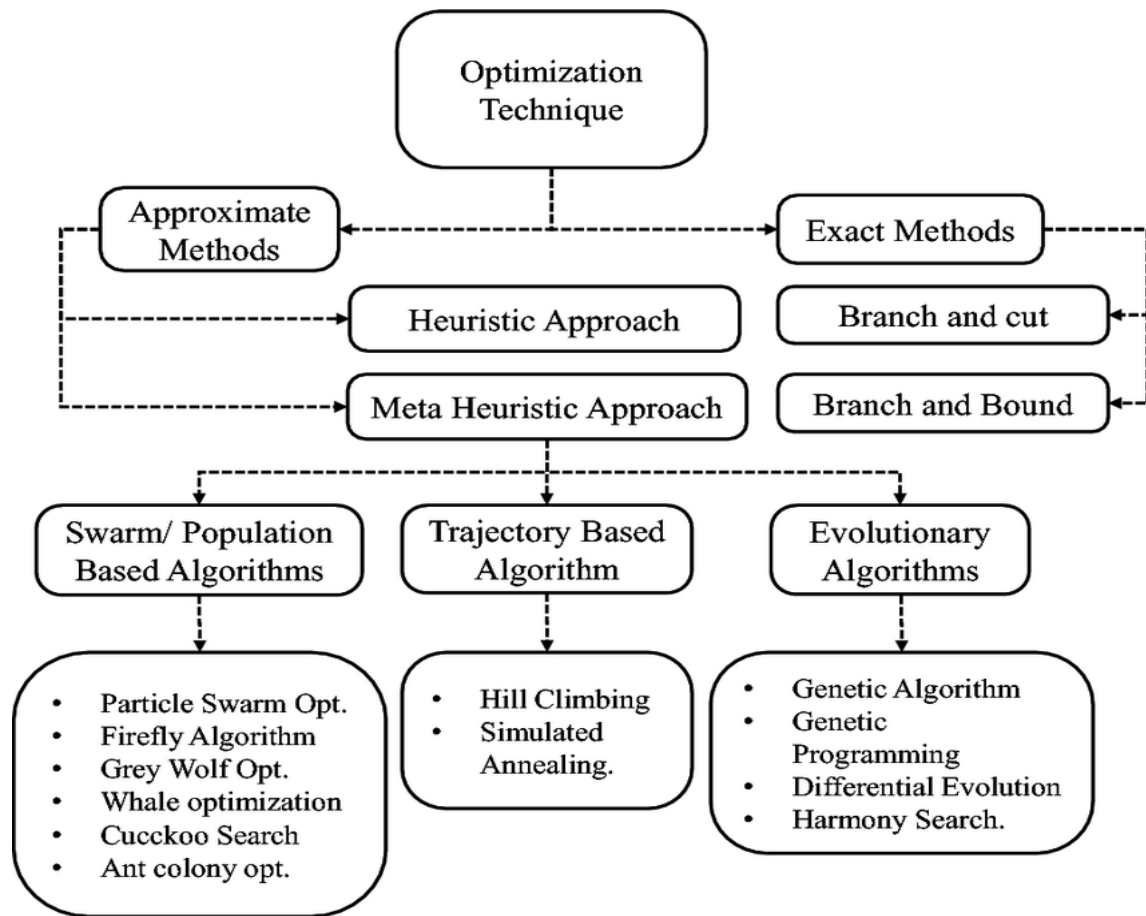 Optimization
Technique
Approximate
Methods
Exact Methods
Heuristic Approach
Branch and cut
Meta Heuristic Approach
Branch and Bound
Swarm/ Population
Based Algorithms
Trajectory Based
Algorithm
Evolutionary
Algorithms
• Particle Swarm Opt.
• Firefly Algorithm
• Grey Wolf Opt.
• Whale optimization
• Cucckoo Search
• Ant colony opt.
• Hill Climbing
• Simulated
Annealing.
• Genetic Algorithm
• Genetic
Programming
• Differential Evolution
• Harmony Search.